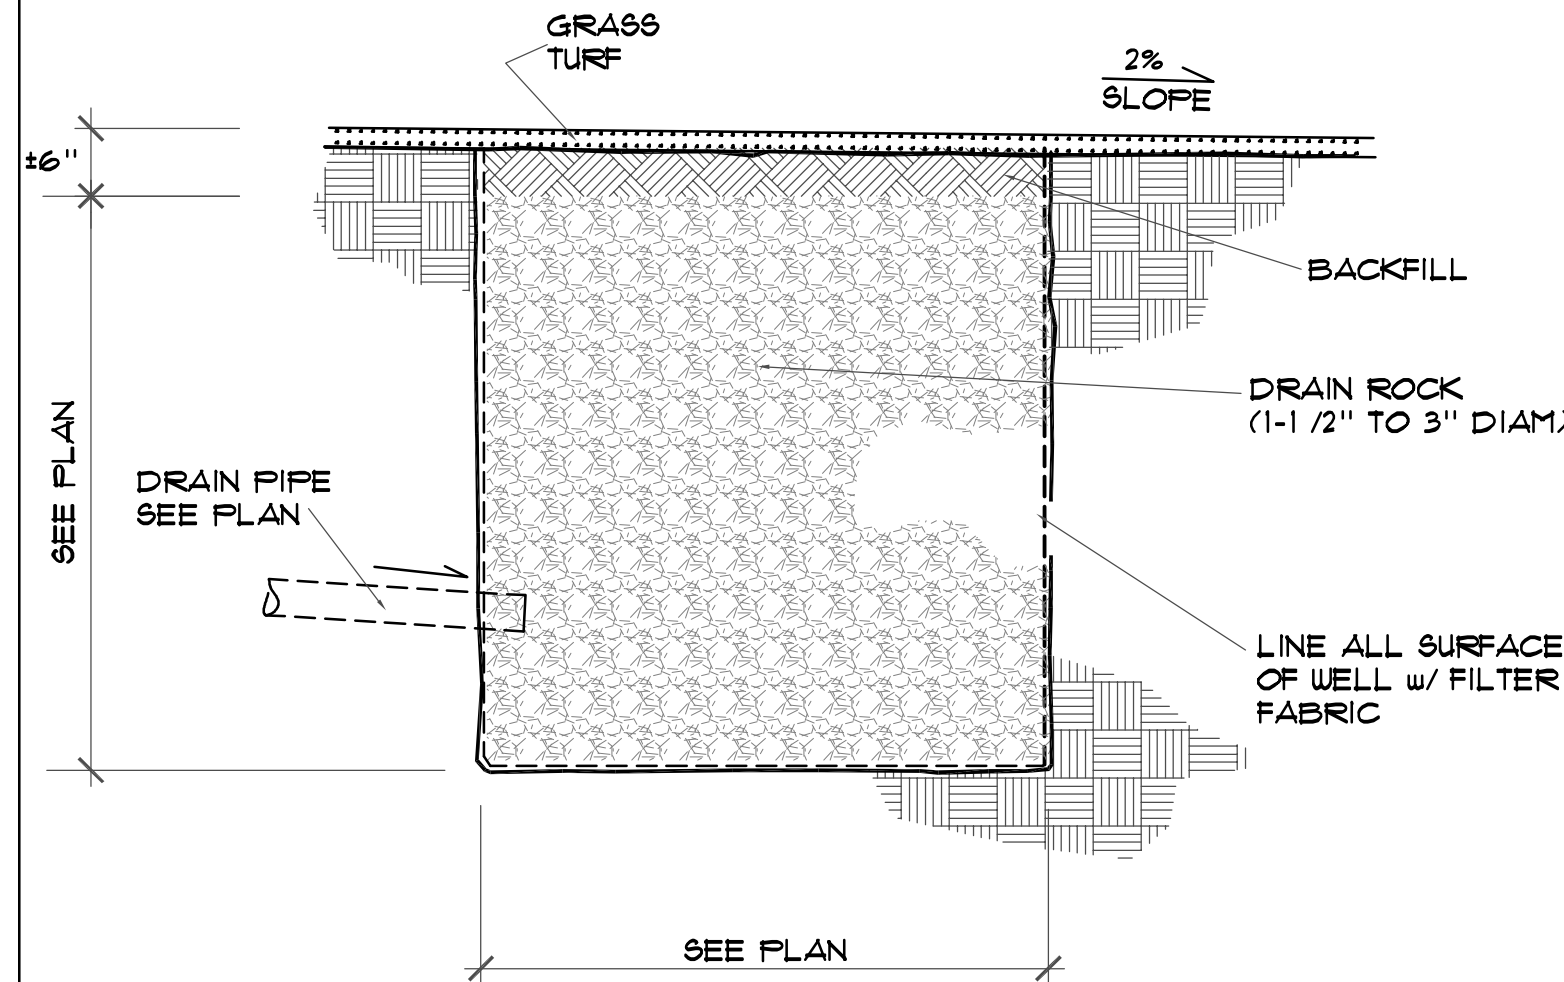 GRASS
TURF
2%
SLOPE
±6"
BACKFILL
DRAIN ROCK
(1-1/2" TO 3" DIAM.)
SEE PLAN
DRAIN PIPE
SEE PLAN
LINE ALL SURFACE
OF WELL w/ FILTER
FABRIC
SEE PLAN